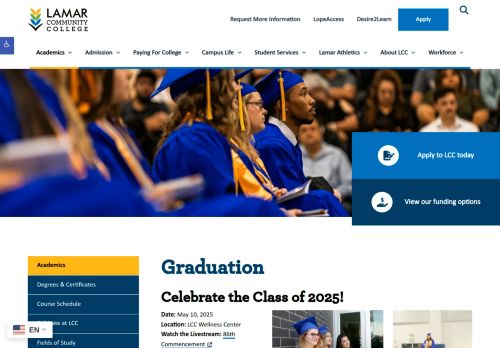 LAMAR
COMMUNITY
COLLEGE
Request More Information LopeAccess Desire2Learn Apply
Academics Admission Paying For College Campus Life Student Services Lamar Athletics About LCC Workforce
Apply to LCC today
View our funding options
Academics
Degrees & Certificates
Course Schedule
at LCC
Fields of Study
EN
Graduation
Celebrate the Class of 2025!
Date: May 10, 2025
Location: LCC Wellness Center
Watch the Livestream: 86th
Commencement